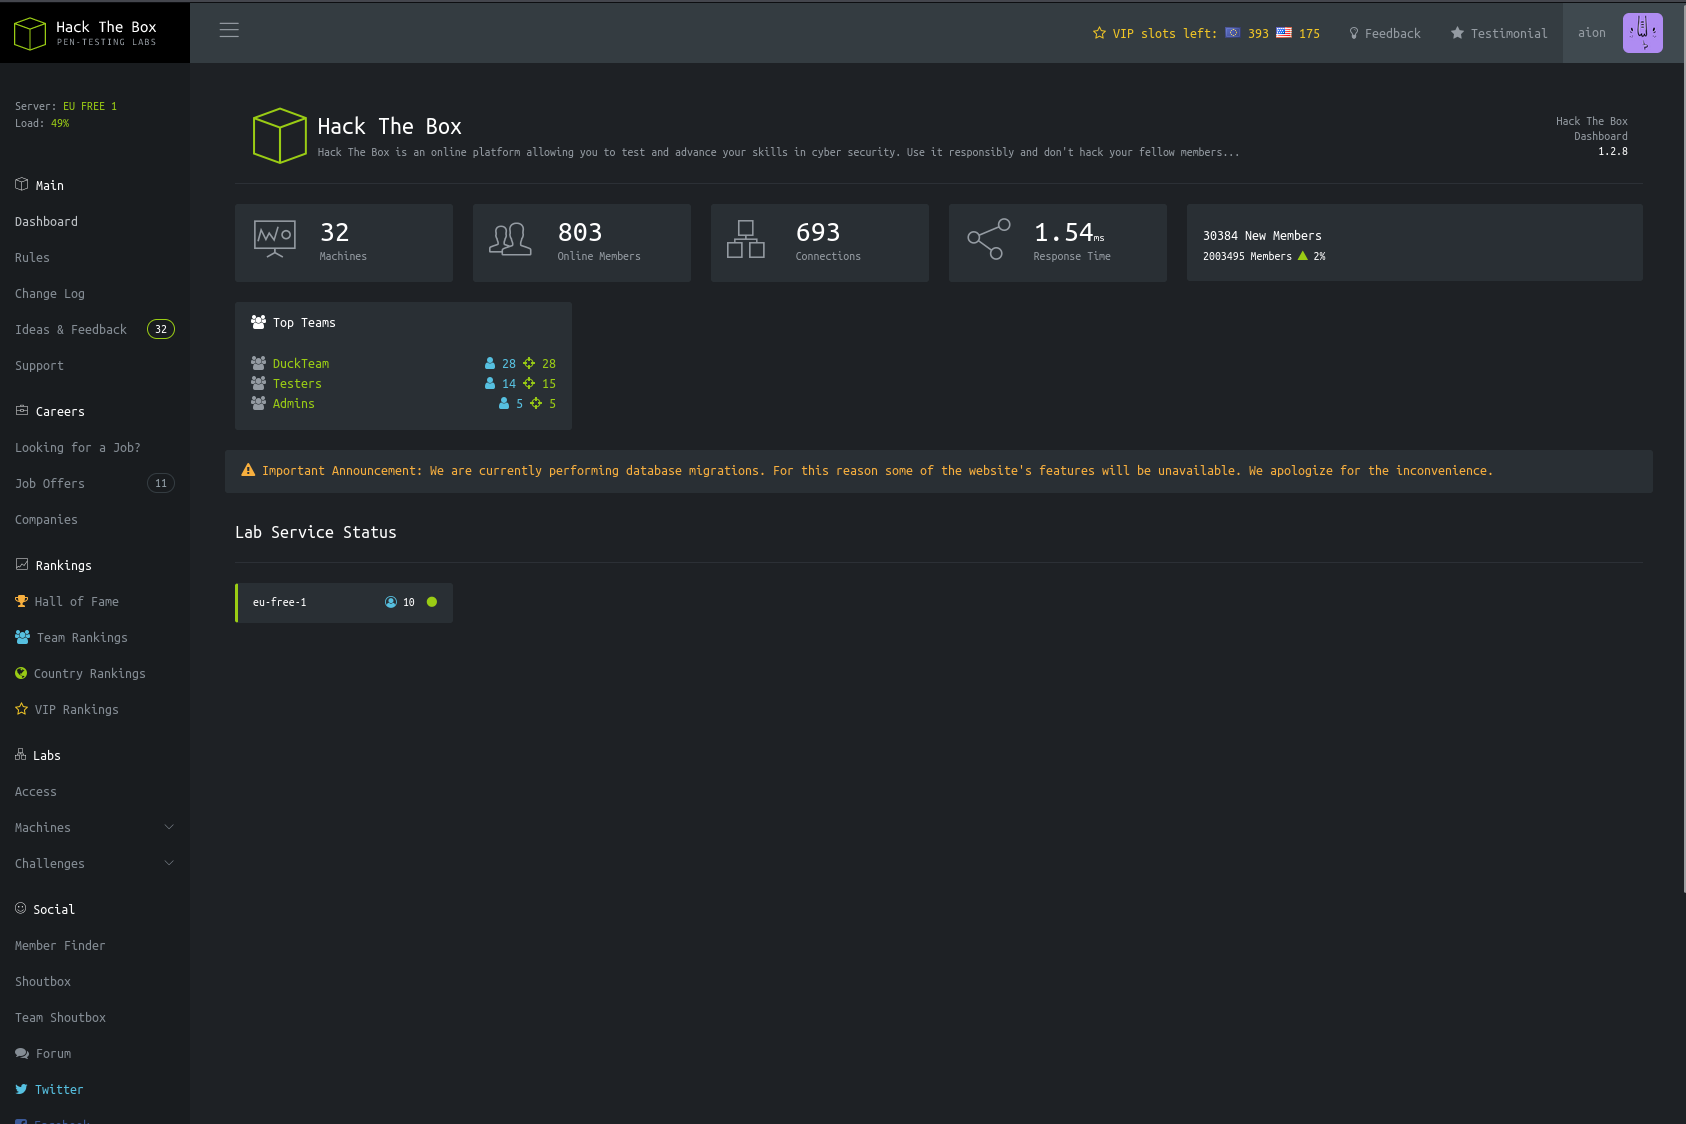 Hack The Box
PEN-TESTING LABS
VIP slots left: 393 175
Feedback
Testimonial
aion
Server: EU FREE 1
Load: 49%
Main
Dashboard
Rules
Change Log
Ideas & Feedback 32
Support
Careers
Looking for a Job?
Job Offers 11
Companies
Rankings
Hall of Fame
Team Rankings
Country Rankings
VIP Rankings
Labs
Access
Machines
Challenges
Social
Member Finder
Shoutbox
Team Shoutbox
Forum
Twitter
Facebook
Hack The Box
Hack The Box is an online platform allowing you to test and advance your skills in cyber security. Use it responsibly and don't hack your fellow members...
Hack The Box
Dashboard
1.2.8
32
Machines
803
Online Members
693
Connections
1.54ms
Response Time
30384 New Members
2003495 Members 2%
Top Teams
DuckTeam 28 28
Testers 14 15
Admins 5 5
Important Announcement: We are currently performing database migrations. For this reason some of the website's features will be unavailable. We apologize for the inconvenience.
Lab Service Status
eu-free-1 10